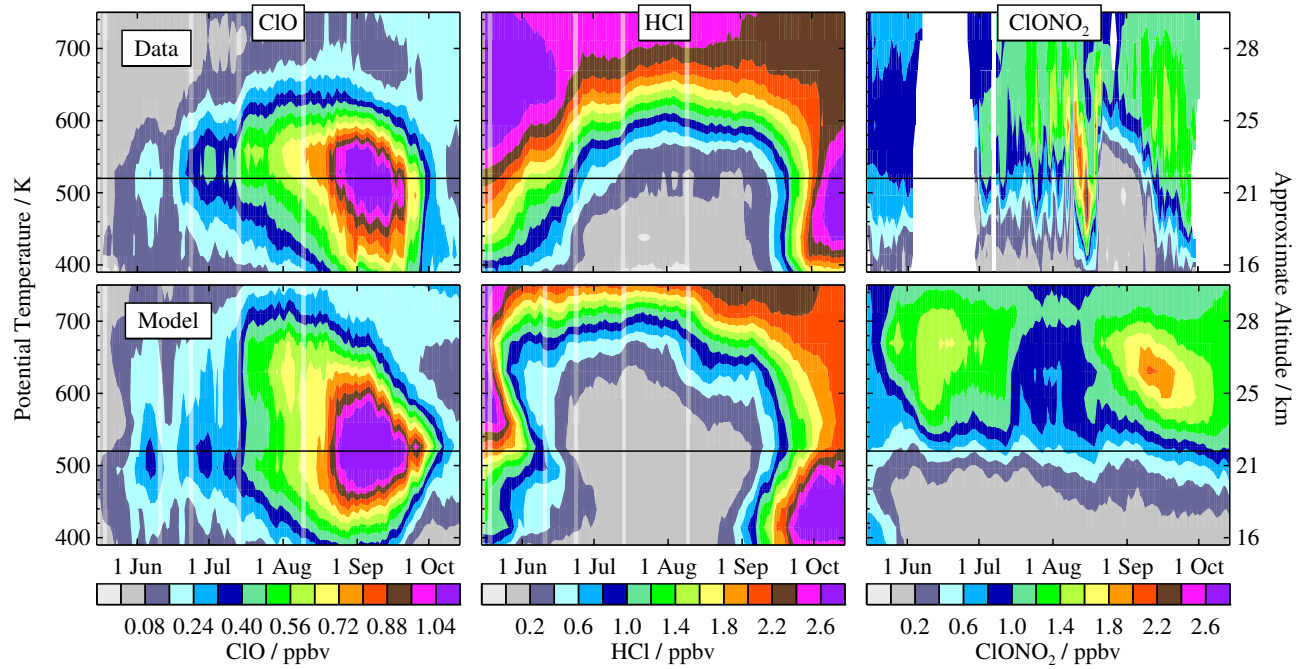 ClO HCl ClONO₂
Data
700
600
500
400
28
25
21
16
Model
700
600
500
400
28
25
21
16
Potential Temperature / K
Approximate Altitude / km
1 Jun 1 Jul 1 Aug 1 Sep 1 Oct
1 Jun 1 Jul 1 Aug 1 Sep 1 Oct
1 Jun 1 Jul 1 Aug 1 Sep 1 Oct
0.08 0.24 0.40 0.56 0.72 0.88 1.04
0.2 0.6 1.0 1.4 1.8 2.2 2.6
0.2 0.6 1.0 1.4 1.8 2.2 2.6
ClO / ppbv
HCl / ppbv
ClONO₂ / ppbv